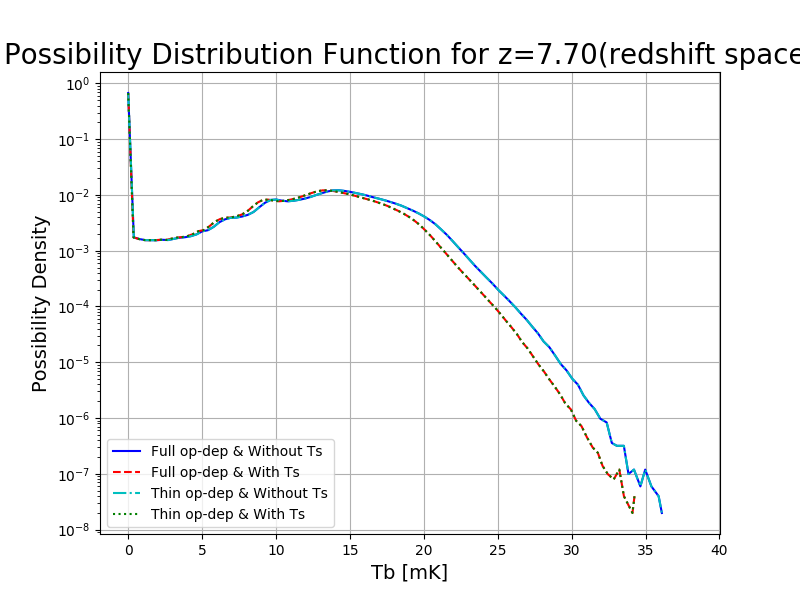 Possibility Distribution Function for z=7.70(redshift space
10⁰
10⁻¹
10⁻²
10⁻³
10⁻⁴
10⁻⁵
10⁻⁶
10⁻⁷
10⁻⁸
Possibility Density
Full op-dep & Without Ts
Full op-dep & With Ts
Thin op-dep & Without Ts
Thin op-dep & With Ts
0 5 10 15 20 25 30 35 40
Tb [mK]